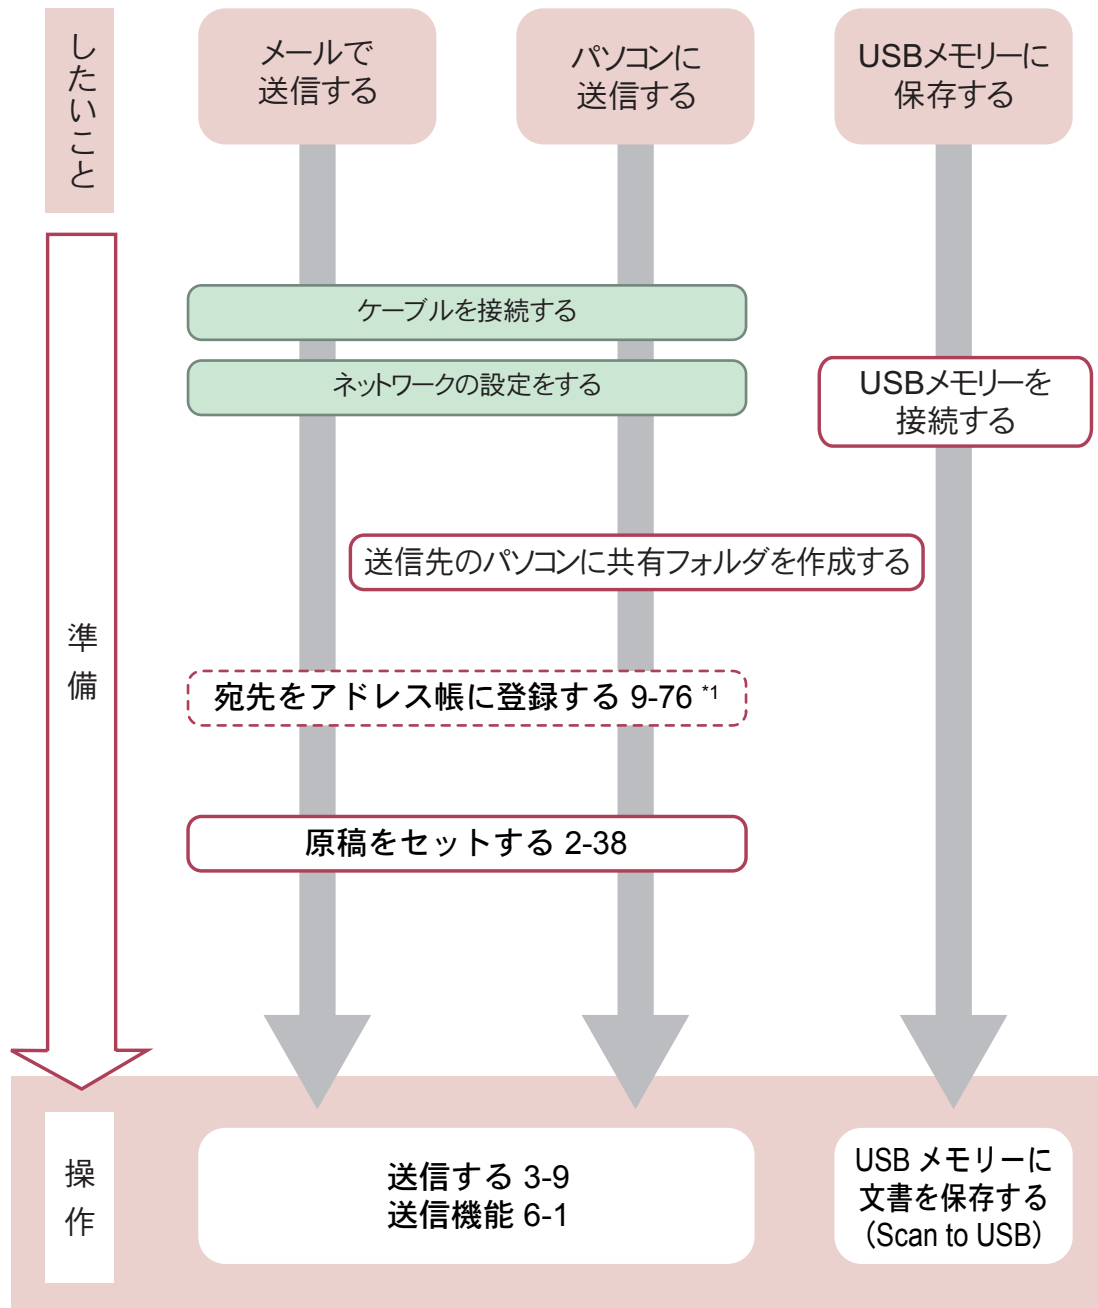 したいこと
メールで
送信する
パソコンに
送信する
USBメモリーに
保存する
ケーブルを接続する
ネットワークの設定をする
USBメモリーを
接続する
送信先のパソコンに共有フォルダを作成する
準備
宛先をアドレス帳に登録する 9-76 *1
原稿をセットする 2-38
操作
送信する 3-9
送信機能 6-1
USB メモリーに
文書を保存する
（Scan to USB）